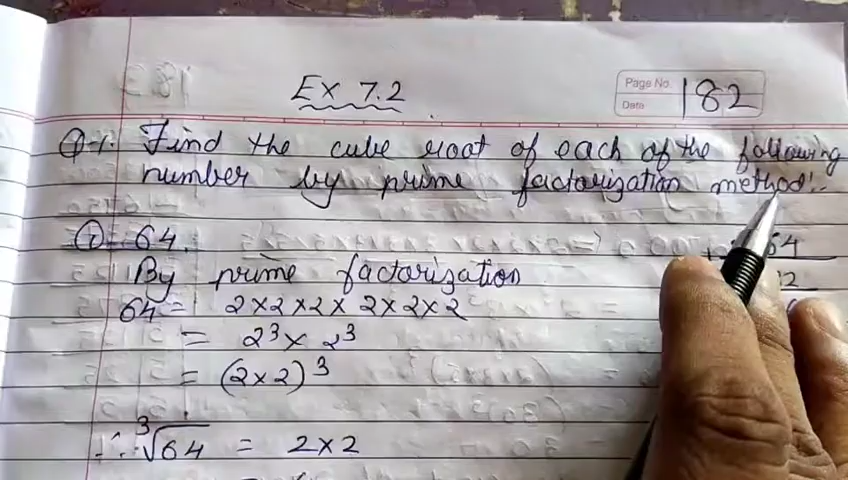 Ex 7.2
Page No. 182
Date
Q-1. Find the cube root of each of the following
number by prime factorization method:-
(i) 64.
By prime factorization
64 = 2×2×2× 2×2×2
= 2³× 2³
= (2×2)³
∴ ³√64 = 2×2